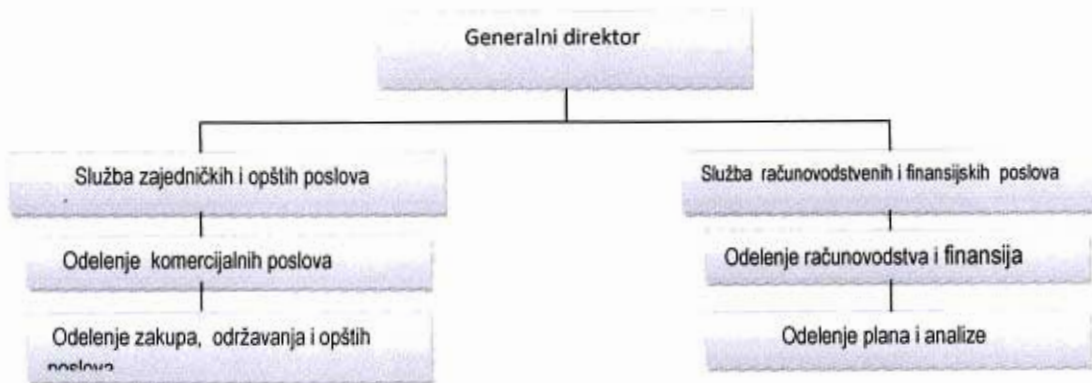 Generalni direktor
Služba zajedničkih i opštih poslova
Služba računovodstvenih i finansijskih poslova
Odelenje komercijalnih poslova
Odelenje računovodstva i finansija
Odelenje zakupa, održavanja i opštih
poslova
Odelenje plana i analize